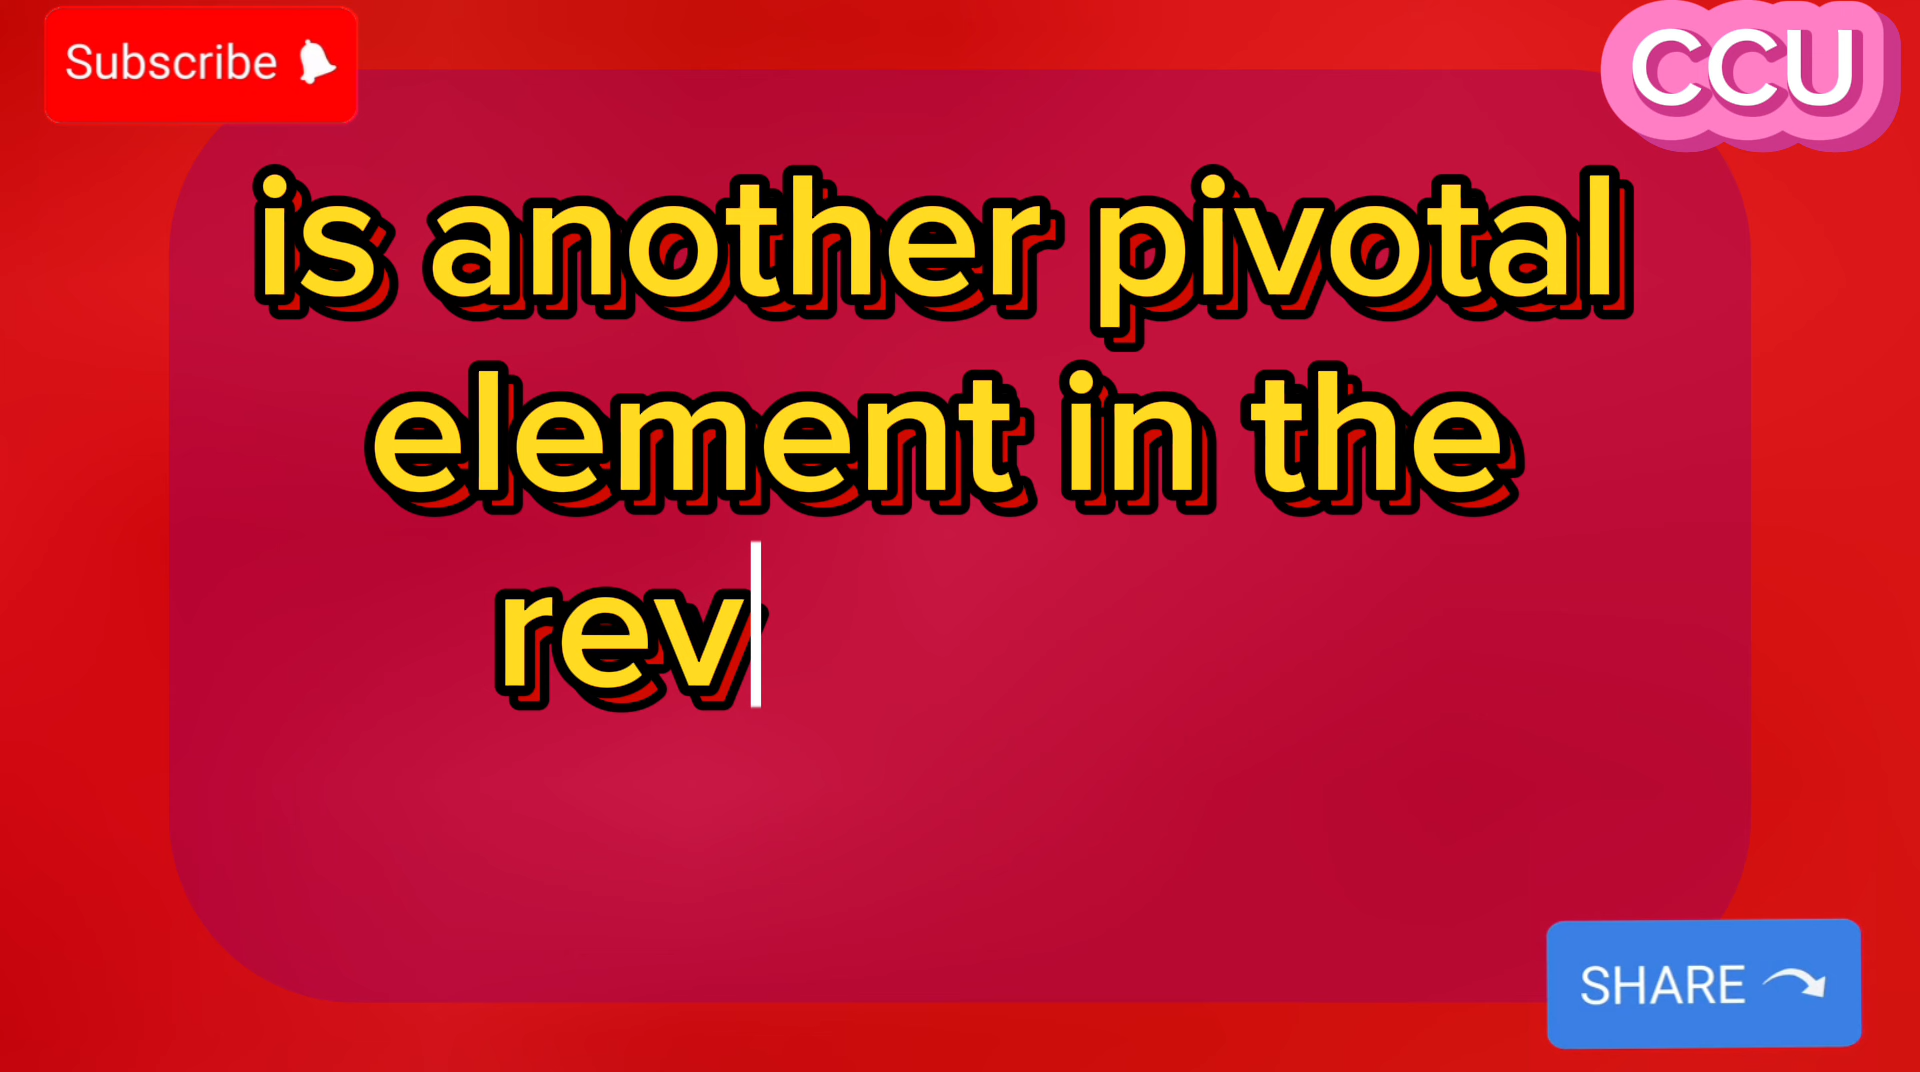 Subscribe
CCU
is another pivotal
element in the
rev
SHARE